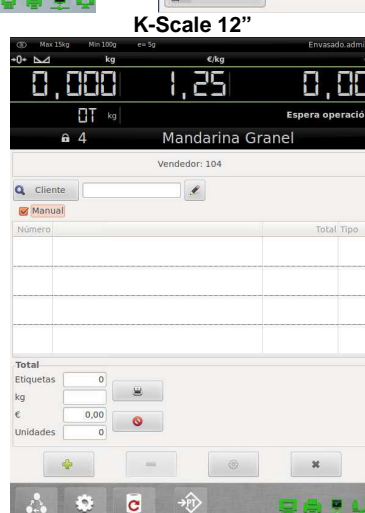 K-Scale 12”
Max 15kg Min 100g e= 5g Envasado.admi
→0← kg €/kg
0,000 1,25 0,00
0T kg Espera operació
4 Mandarina Granel
Vendedor: 104
Cliente
Manual
Número Total Tipo
Total
Etiquetas 0
kg
€ 0,00
Unidades 0
PT